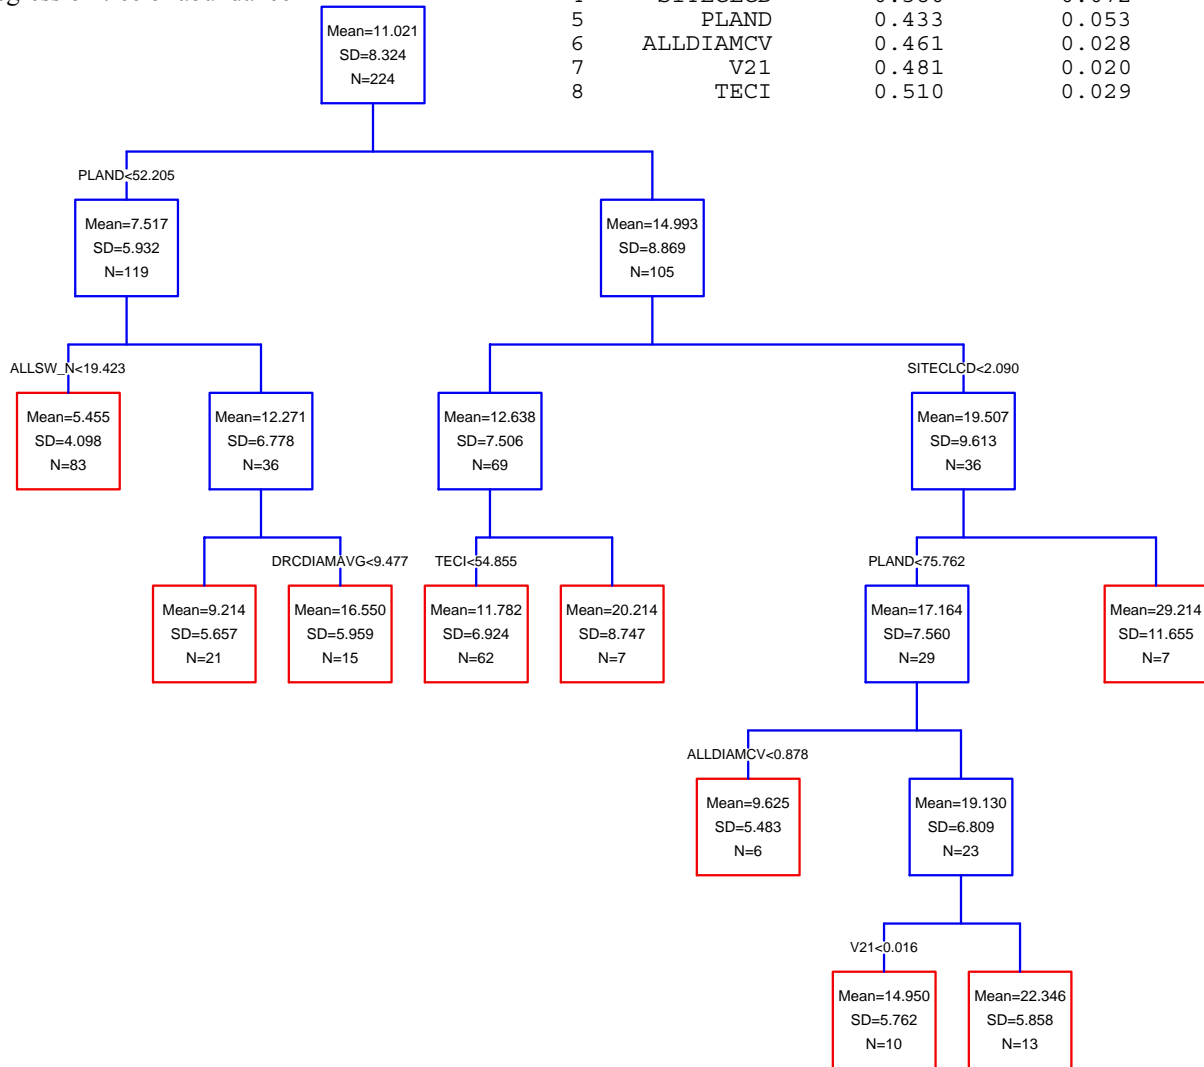 Mean=11.021
SD=8.324
N=224
5 PLAND 0.433 0.053
6 ALLDIAMCV 0.461 0.028
7 V21 0.481 0.020
8 TECI 0.510 0.029
PLAND<52.205
Mean=7.517
SD=5.932
N=119
Mean=14.993
SD=8.869
N=105
ALLSW_N<19.423
SITECLCD<2.090
Mean=5.455
SD=4.098
N=83
Mean=12.271
SD=6.778
N=36
Mean=12.638
SD=7.506
N=69
Mean=19.507
SD=9.613
N=36
DRCDIAMAVG<9.477
TECI<54.855
PLAND<75.762
Mean=9.214
SD=5.657
N=21
Mean=16.550
SD=5.959
N=15
Mean=11.782
SD=6.924
N=62
Mean=20.214
SD=8.747
N=7
Mean=17.164
SD=7.560
N=29
Mean=29.214
SD=11.655
N=7
ALLDIAMCV<0.878
Mean=9.625
SD=5.483
N=6
Mean=19.130
SD=6.809
N=23
V21<0.016
Mean=14.950
SD=5.762
N=10
Mean=22.346
SD=5.858
N=13